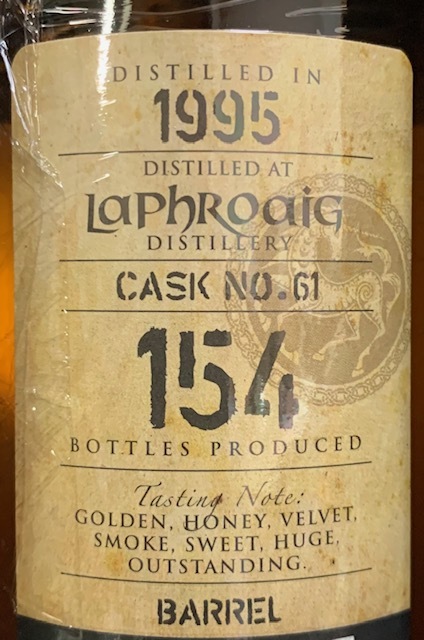 DISTILLED IN
1995
DISTILLED AT
Laphroaig
DISTILLERY
CASK NO.61
154
BOTTLES PRODUCED
Tasting Note:
GOLDEN, HONEY, VELVET,
SMOKE, SWEET, HUGE,
OUTSTANDING.
BARREL